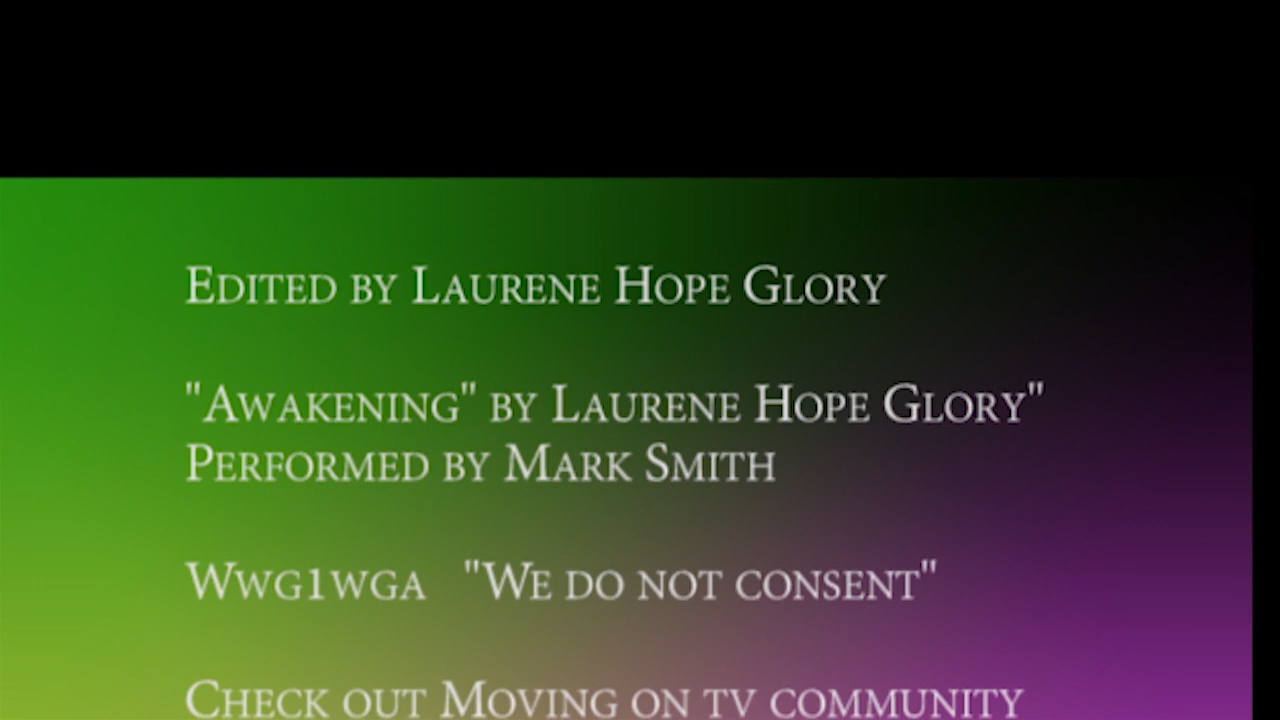 Edited by Laurene Hope Glory
"Awakening" by Laurene Hope Glory"
Performed by Mark Smith
Wwg1wga "We do not consent"
Check out Moving on tv community